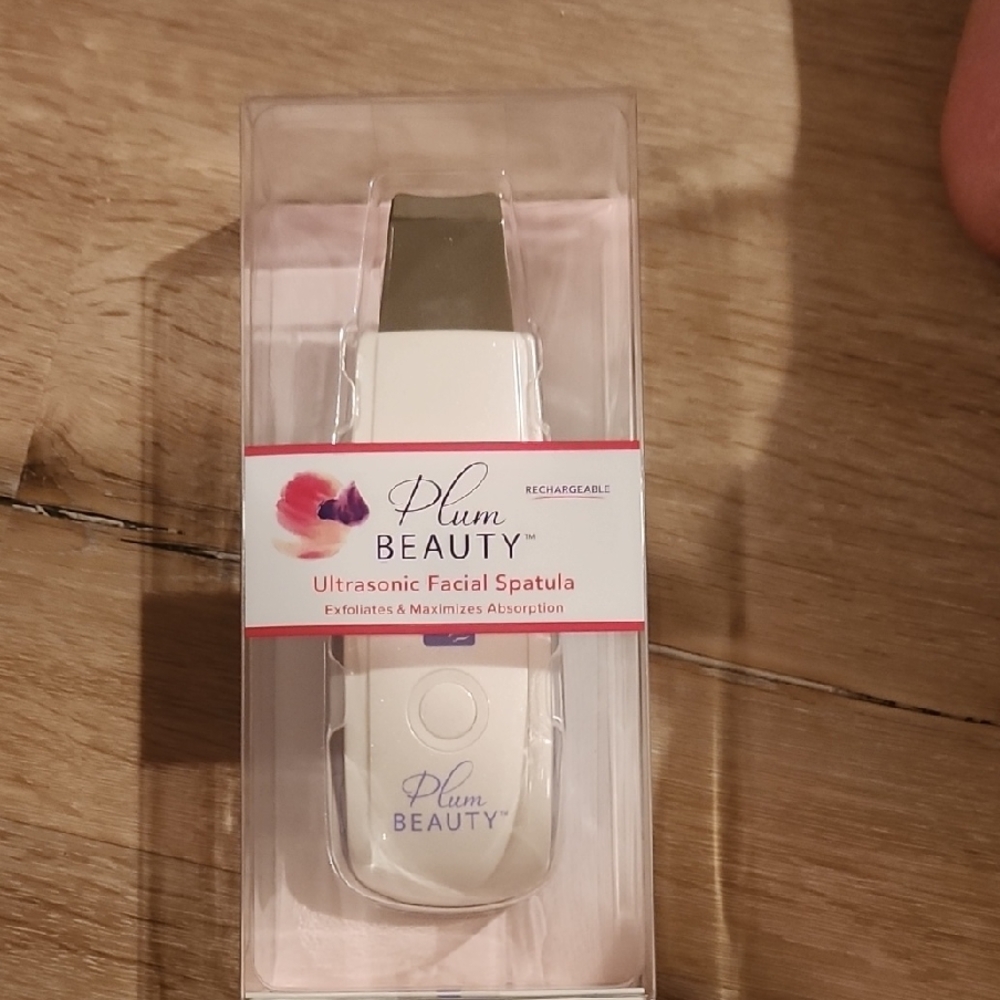 Plum
RECHARGEABLE
BEAUTY™
Ultrasonic Facial Spatula
Exfoliates & Maximizes Absorption
Plum
BEAUTY™